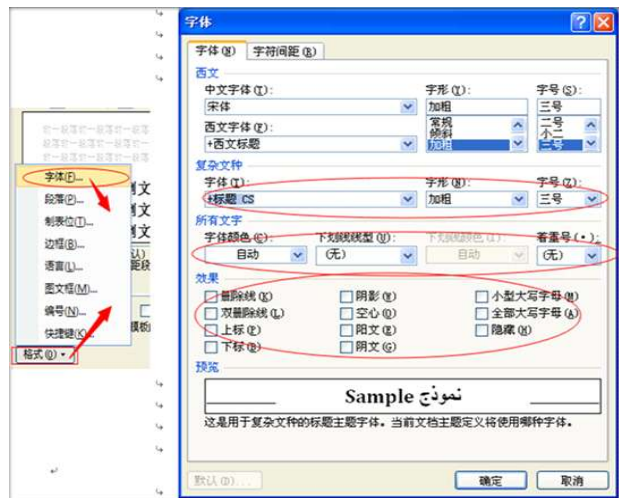 字体
字体(N) 字符间距(R)
西文
中文字体(T): 字形(Y): 字号(S):
宋体 加粗 三号
西文字体(F): 常规 二号
+西文标题 倾斜 小二
加粗 三号
复杂文种
字体(T): 字形(N): 字号(Z):
+标题 CS 加粗 三号
所有文字
字体颜色(C): 下划线线型(U): 下划线颜色(I): 着重号(·):
自动 (无) 自动 (无)
效果
删除线(K) 阴影(W) 小型大写字母(M)
双删除线(L) 空心(O) 全部大写字母(A)
上标(P) 阳文(E) 隐藏(H)
下标(B) 阴文(G)
预览
Sample نموذج
这是用于复杂文种的标题主题字体。当前文档主题定义将使用哪种字体。
默认(D)... 确定 取消
字体(F)...
段落(P)...
制表位(T)...
边框(B)...
语言(L)...
图文框(M)...
编号(N)...
快捷键(K)...
格式(O)